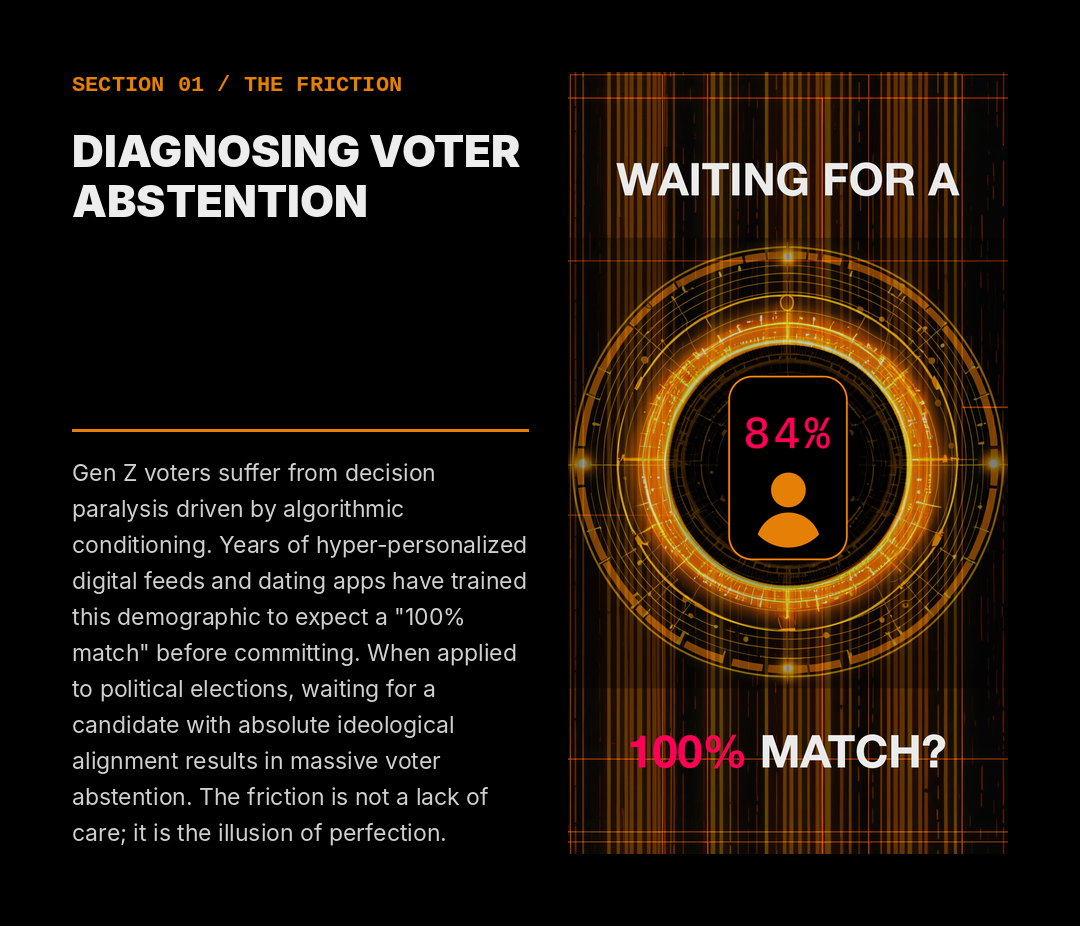 SECTION 01 / THE FRICTION
DIAGNOSING VOTER
ABSTENTION
Gen Z voters suffer from decision
paralysis driven by algorithmic
conditioning. Years of hyper-personalized
digital feeds and dating apps have trained
this demographic to expect a "100%
match" before committing. When applied
to political elections, waiting for a
candidate with absolute ideological
alignment results in massive voter
abstention. The friction is not a lack of
care; it is the illusion of perfection.
WAITING FOR A
84%
100% MATCH?